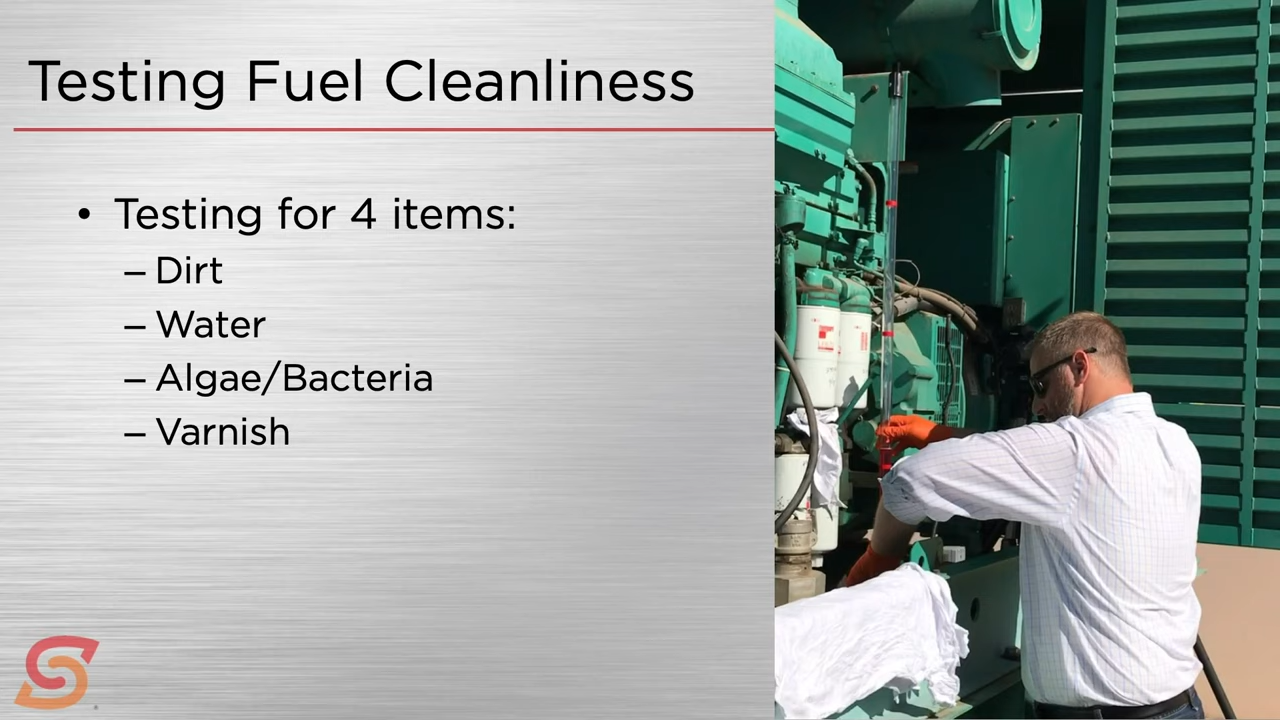 Testing Fuel Cleanliness
• Testing for 4 items:
– Dirt
– Water
– Algae/Bacteria
– Varnish